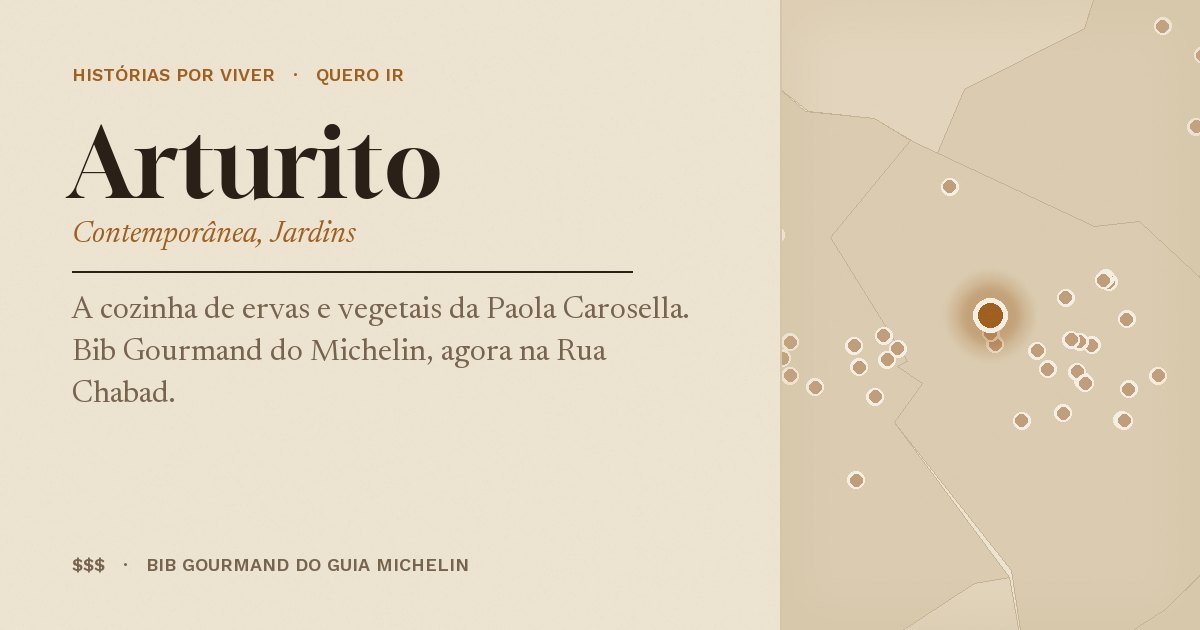 HISTÓRIAS POR VIVER · QUERO IR
Arturito
Contemporânea, Jardins
A cozinha de ervas e vegetais da Paola Carosella.
Bib Gourmand do Michelin, agora na Rua
Chabad.
$$$ · BIB GOURMAND DO GUIA MICHELIN